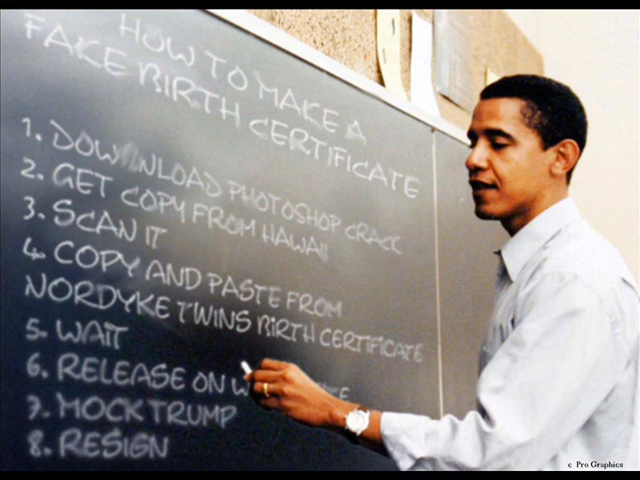 HOW TO MAKE A
FAKE BIRTH CERTIFICATE
1. DOWNLOAD PHOTOSHOP CRACK
2. GET COPY FROM HAWAII
3. SCAN IT
4. COPY AND PASTE FROM
NORDYKE TWINS BIRTH CERTIFICATE
5. WAIT
6. RELEASE ON
7. MOCK TRUMP
8. RESIGN
c Pro Graphics